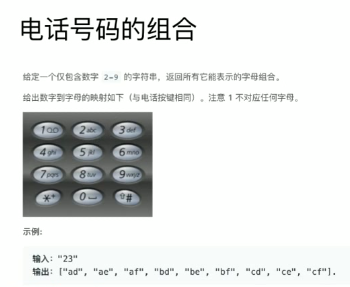 电话号码的组合
给定一个仅包含数字 2-9 的字符串，返回所有它能表示的字母组合。
给出数字到字母的映射如下（与电话按键相同）。注意 1 不对应任何字母。
1 2 abc 3 def
4 ghi 5 jkl 6 mno
7 pqrs 8 tuv 9 wxyz
* 0 #
示例:
输入："23"
输出：["ad", "ae", "af", "bd", "be", "bf", "cd", "ce", "cf"].